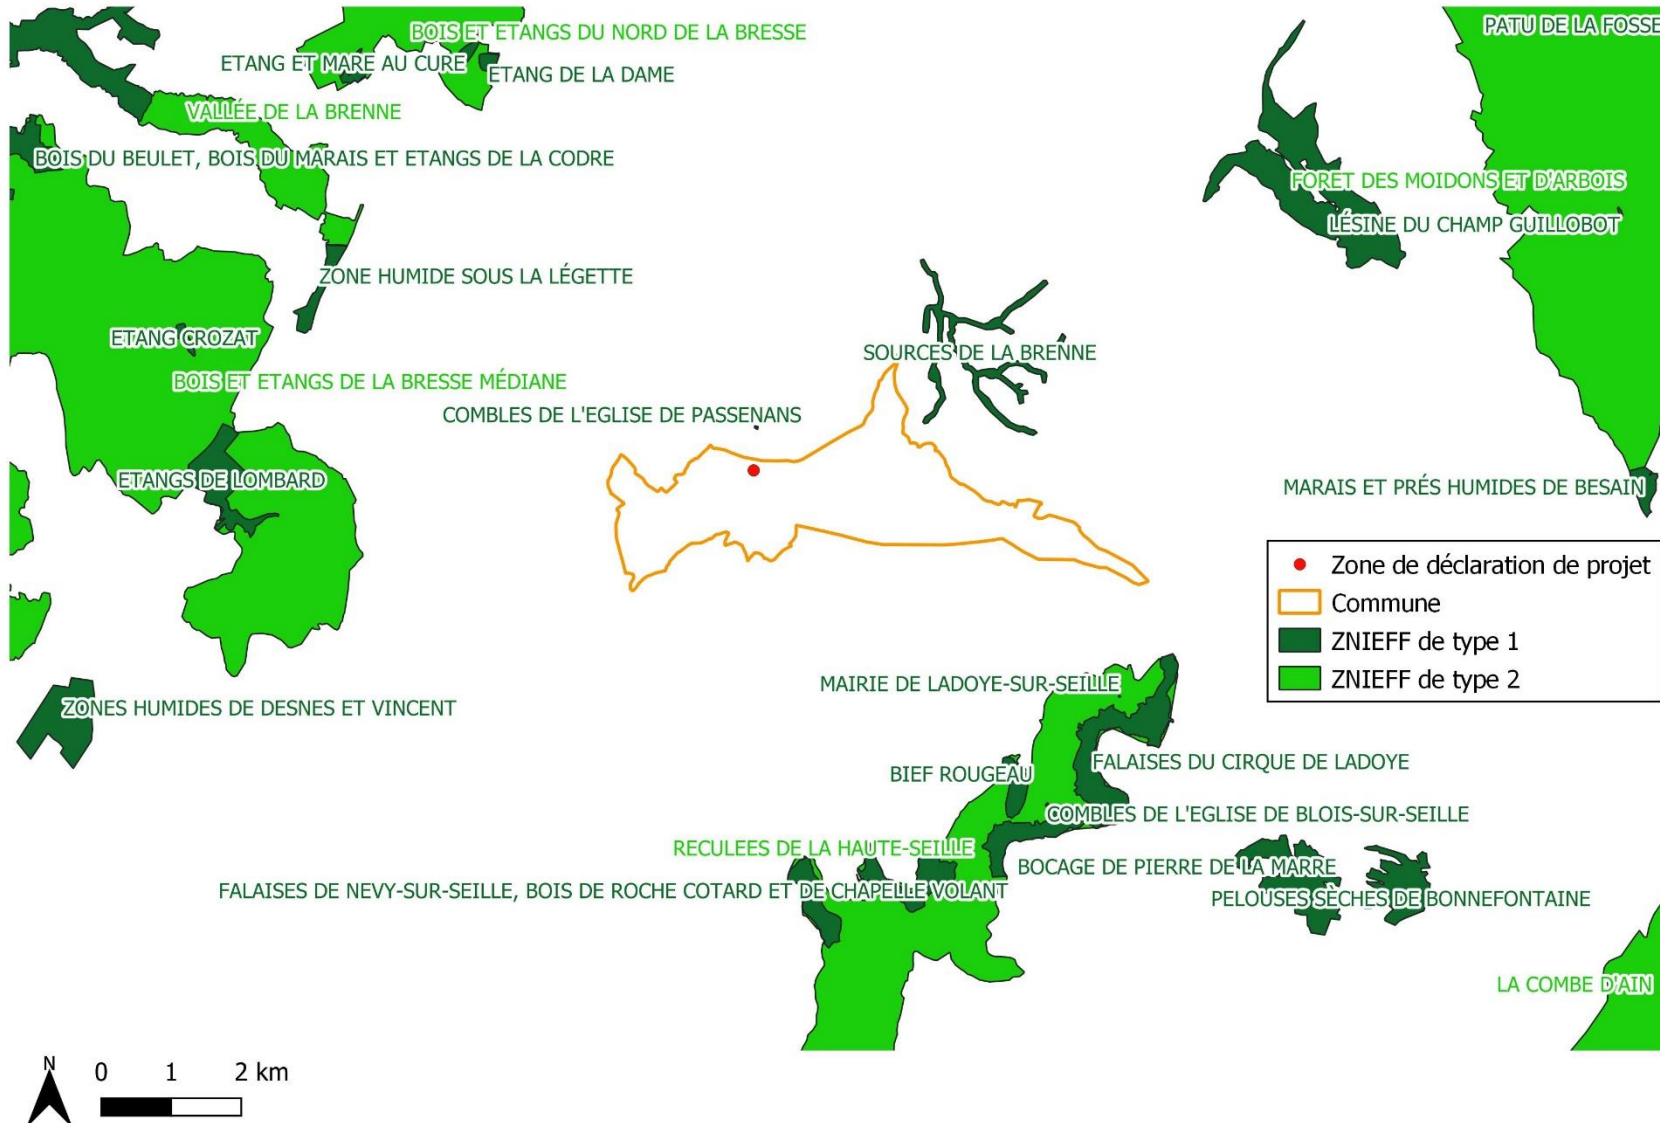 PATU DE LA FOSSE
BOIS ET ETANGS DU NORD DE LA BRESSE
ETANG ET MARE AU CURE
ETANG DE LA DAME
VALLÉE DE LA BRENNE
BOIS DU BEULET, BOIS DU MARAIS ET ETANGS DE LA CODRE
FORET DES MOIDONS ET D'ARBOIS
LÉSINE DU CHAMP GUILLOBOT
ZONE HUMIDE SOUS LA LÉGETTE
ETANG CROZAT
SOURCES DE LA BRENNE
BOIS ET ETANGS DE LA BRESSE MÉDIANE
COMBLES DE L'EGLISE DE PASSENANS
ETANGS DE LOMBARD
MARAIS ET PRÉS HUMIDES DE BESAIN
Zone de déclaration de projet
Commune
ZNIEFF de type 1
ZNIEFF de type 2
MAIRIE DE LADOYE-SUR-SEILLE
ZONES HUMIDES DE DESNES ET VINCENT
FALAISES DU CIRQUE DE LADOYE
BIEF ROUGEAU
COMBLES DE L'EGLISE DE BLOIS-SUR-SEILLE
RECULEES DE LA HAUTE-SEILLE
BOCAGE DE PIERRE DE LA MARRE
FALAISES DE NEVY-SUR-SEILLE, BOIS DE ROCHE COTARD ET DE CHAPELLE VOLANT
PELOUSES SÈCHES DE BONNEFONTAINE
LA COMBE D'AIN
N
0 1 2 km